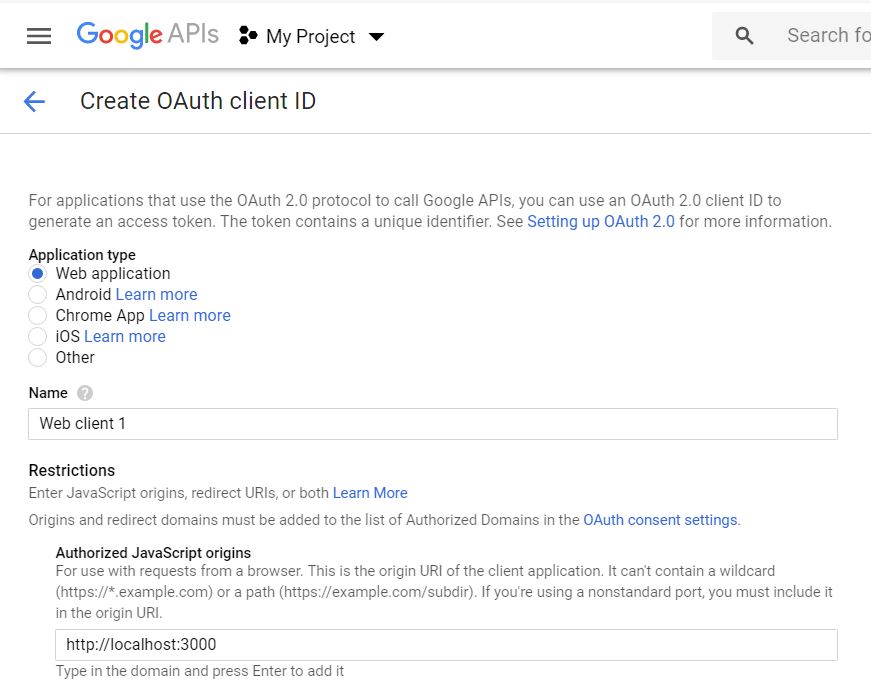 Google APIs My Project Search fo
Create OAuth client ID
For applications that use the OAuth 2.0 protocol to call Google APIs, you can use an OAuth 2.0 client ID to
generate an access token. The token contains a unique identifier. See Setting up OAuth 2.0 for more information.
Application type
Web application
Android Learn more
Chrome App Learn more
iOS Learn more
Other
Name ?
Web client 1
Restrictions
Enter JavaScript origins, redirect URIs, or both Learn More
Origins and redirect domains must be added to the list of Authorized Domains in the OAuth consent settings.
Authorized JavaScript origins
For use with requests from a browser. This is the origin URI of the client application. It can't contain a wildcard
(https://*.example.com) or a path (https://example.com/subdir). If you're using a nonstandard port, you must include it
in the origin URI.
http://localhost:3000
Type in the domain and press Enter to add it